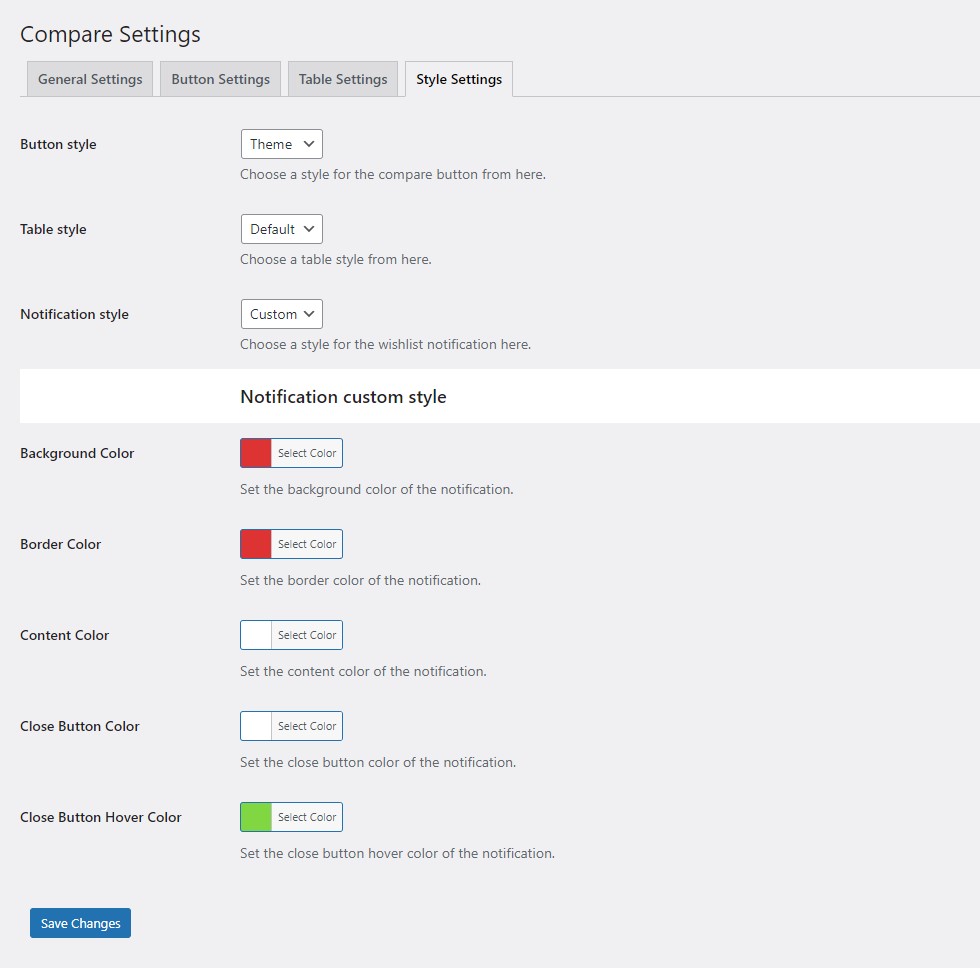 Compare Settings
General Settings
Button Settings
Table Settings
Style Settings
Button style
Theme
Choose a style for the compare button from here.
Table style
Default
Choose a table style from here.
Notification style
Custom
Choose a style for the wishlist notification here.
Notification custom style
Background Color
Select Color
Set the background color of the notification.
Border Color
Select Color
Set the border color of the notification.
Content Color
Select Color
Set the content color of the notification.
Close Button Color
Select Color
Set the close button color of the notification.
Close Button Hover Color
Select Color
Set the close button hover color of the notification.
Save Changes